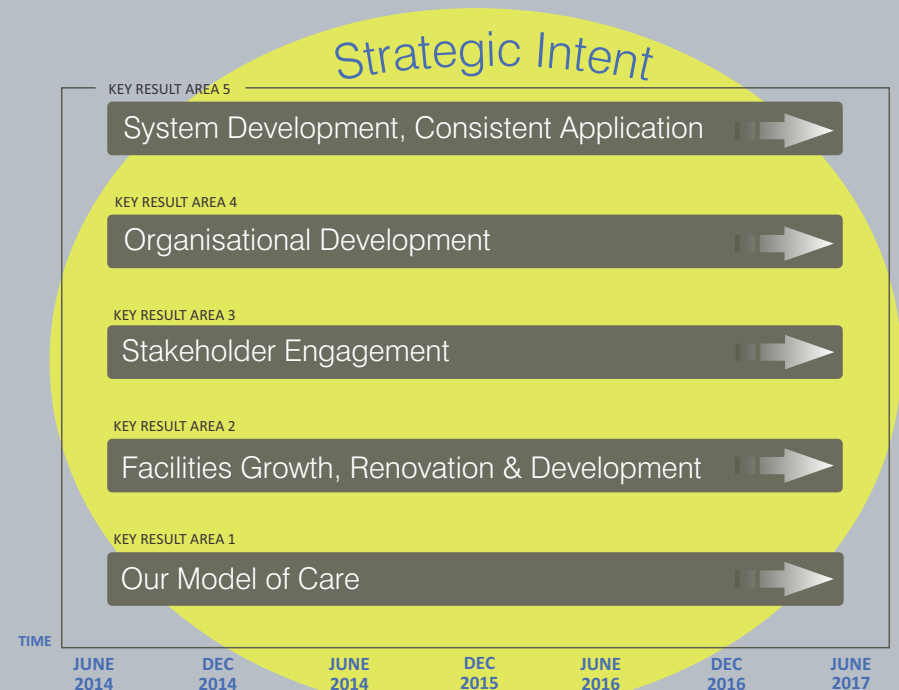 Strategic Intent
KEY RESULT AREA 5
System Development, Consistent Application
KEY RESULT AREA 4
Organisational Development
KEY RESULT AREA 3
Stakeholder Engagement
KEY RESULT AREA 2
Facilities Growth, Renovation & Development
KEY RESULT AREA 1
Our Model of Care
TIME
JUNE 2014
DEC 2014
JUNE 2014
DEC 2015
JUNE 2016
DEC 2016
JUNE 2017